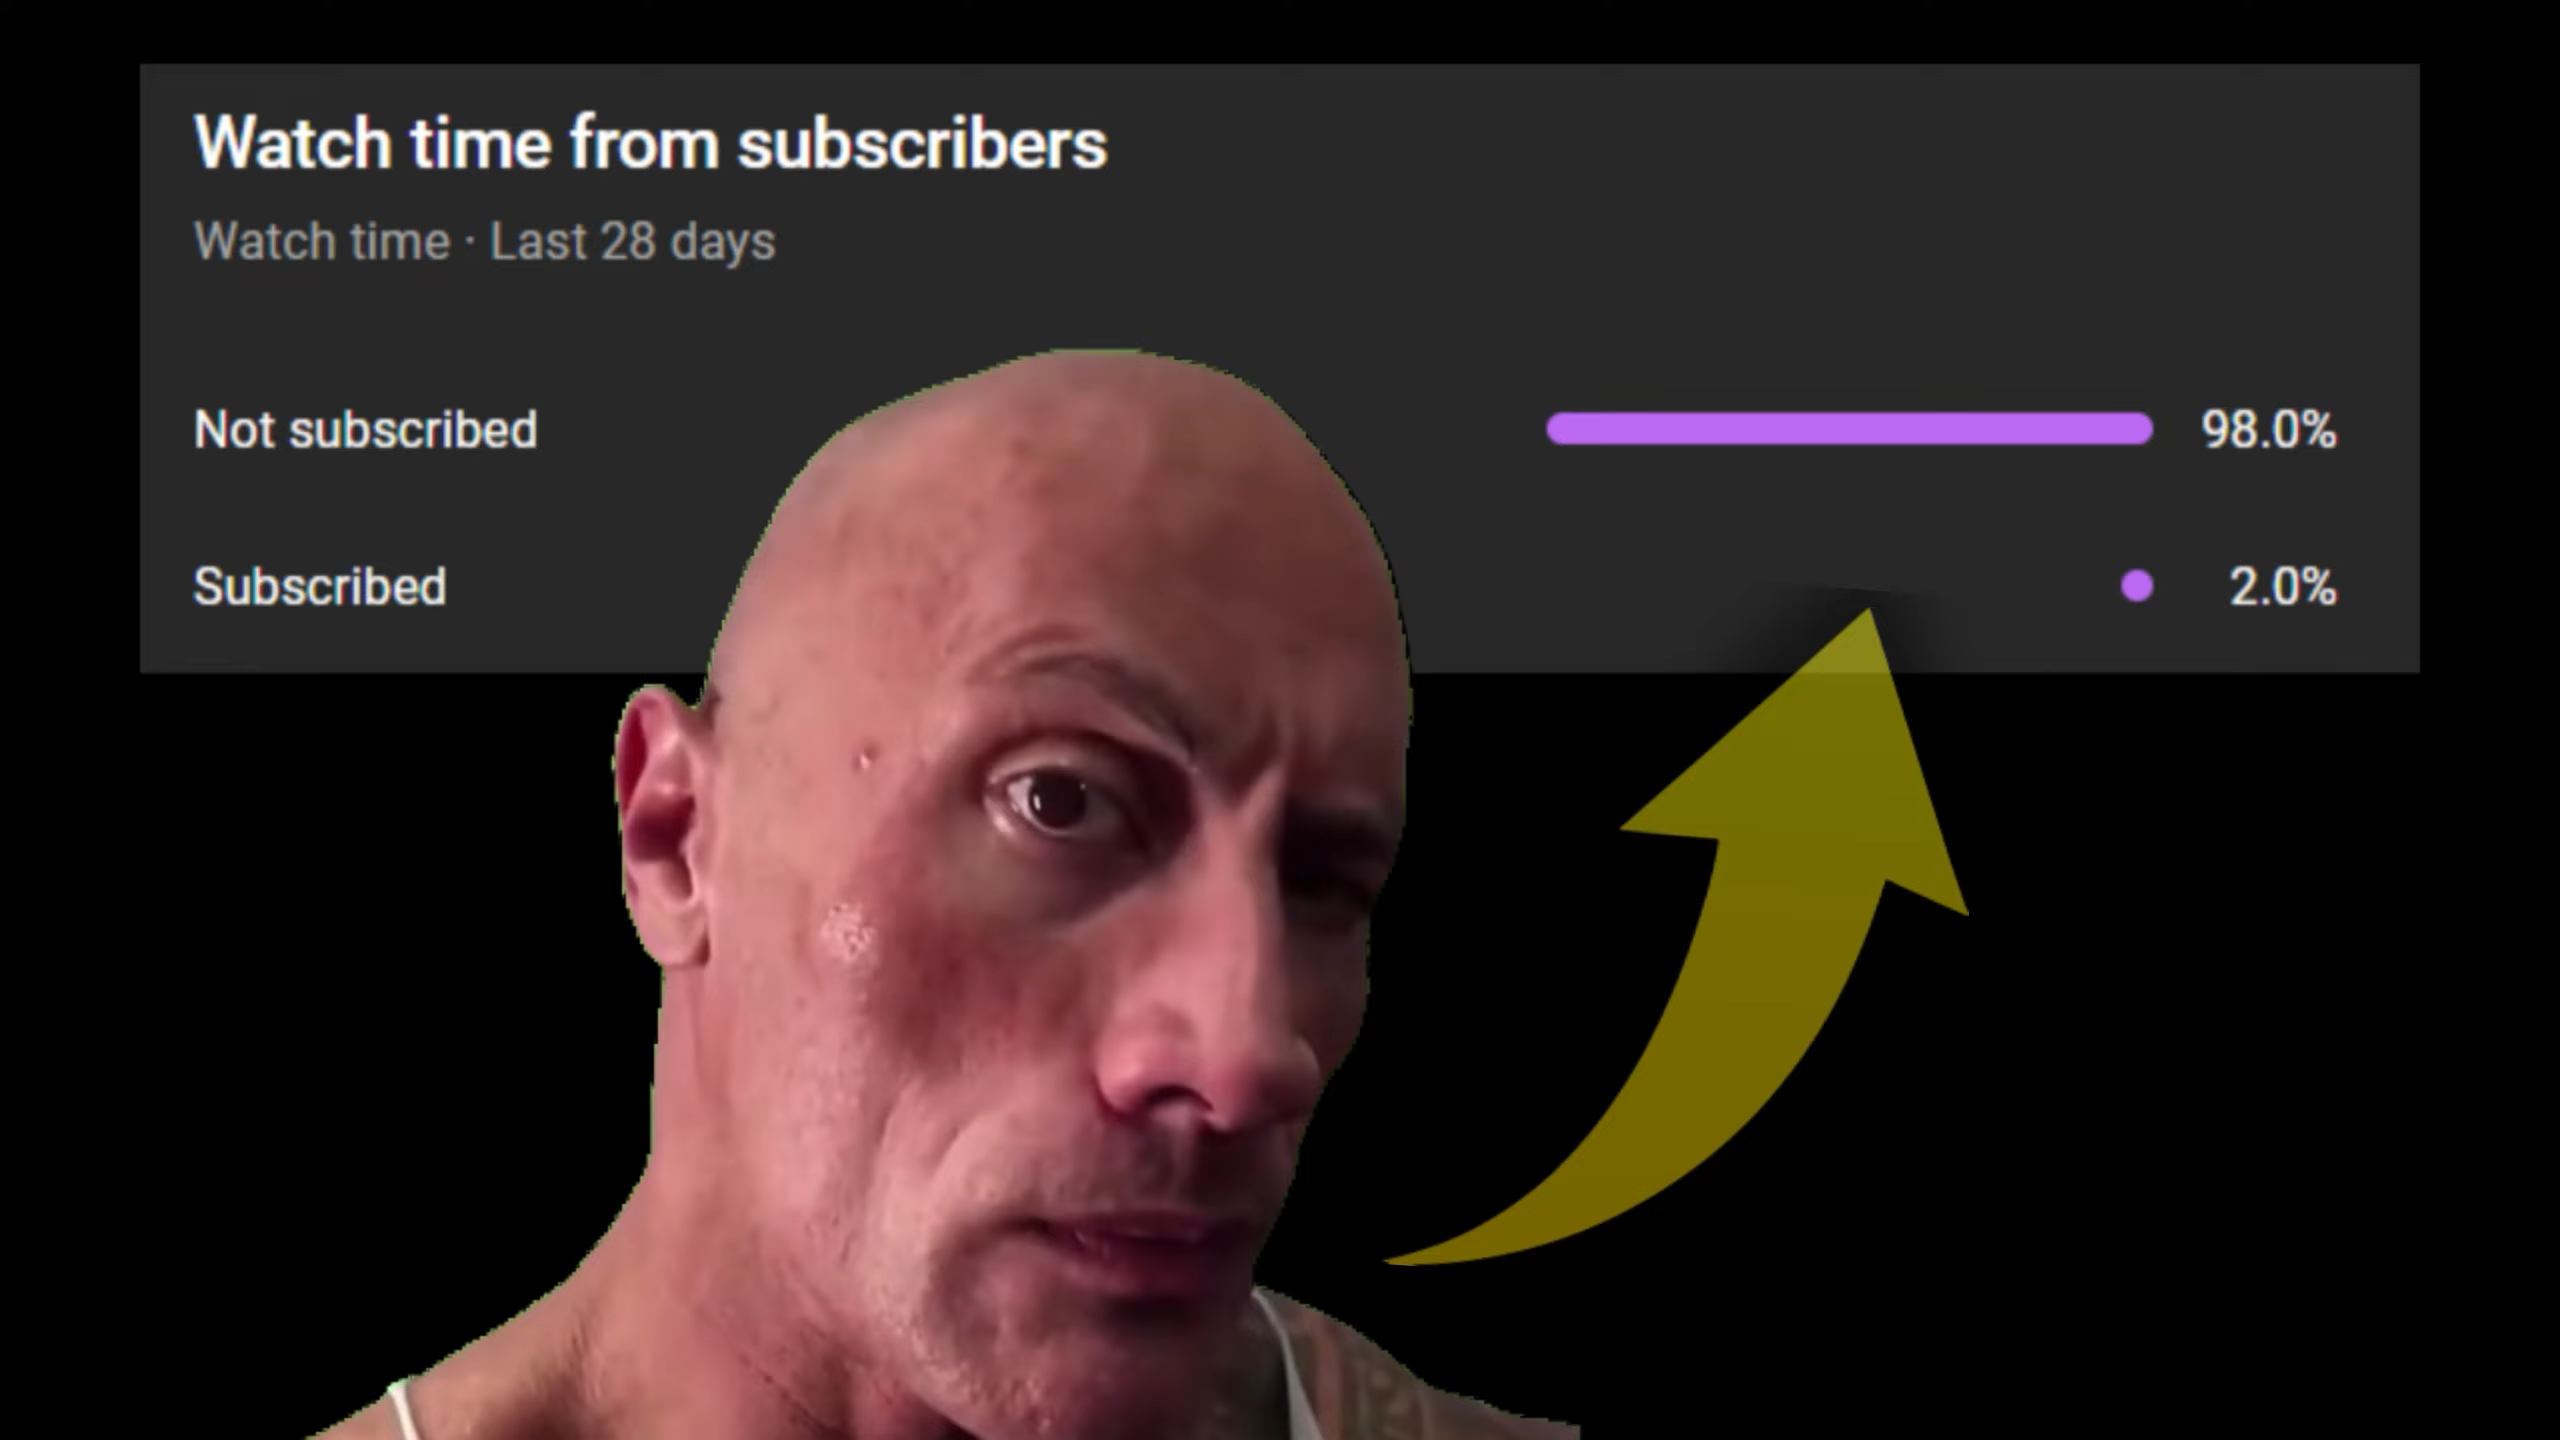 Watch time from subscribers
Watch time · Last 28 days
Not subscribed 98.0%
Subscribed 2.0%